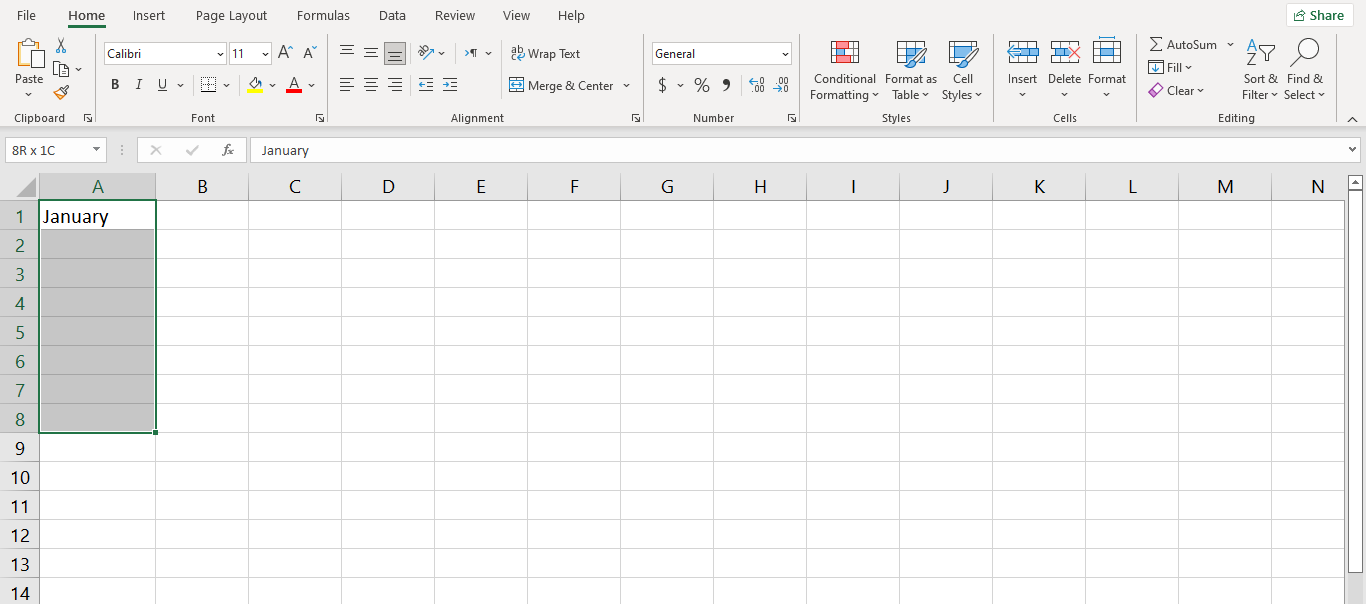 File Home Insert Page Layout Formulas Data Review View Help Share
Calibri 11 ab Wrap Text General AutoSum
Paste Conditional Formatting Format as Table Cell Styles Insert Delete Format Fill Sort & Filter Find & Select
B I U A Merge & Center $ % , Clear
Clipboard Font Alignment Number Styles Cells Editing
8R x 1C fx January
A B C D E F G H I J K L M N
1 January
2
3
4
5
6
7
8
9
10
11
12
13
14